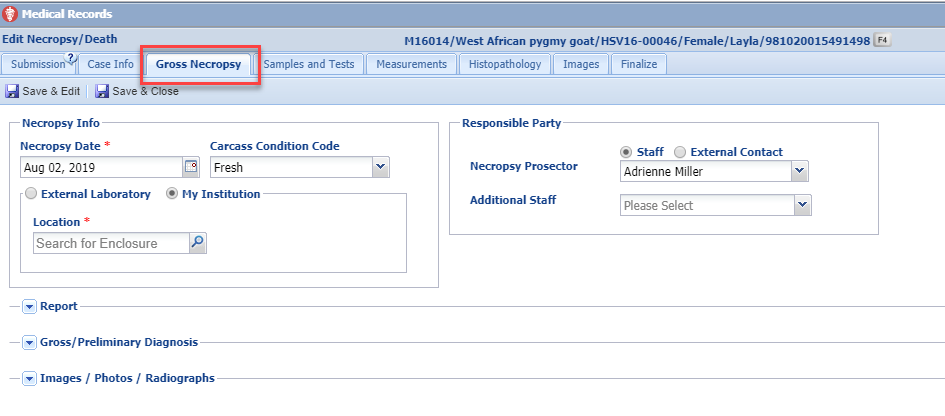 Medical Records
Edit Necropsy/Death M16014/West African pygmy goat/HSV16-00046/Female/Layla/981020015491498 F4
Submission ? Case Info Gross Necropsy Samples and Tests Measurements Histopathology Images Finalize
Save & Edit Save & Close
Necropsy Info
Necropsy Date * Carcass Condition Code
Aug 02, 2019 Fresh
External Laboratory My Institution
Location *
Search for Enclosure
Responsible Party
Staff External Contact
Necropsy Prosector Adrienne Miller
Additional Staff Please Select
Report
Gross/Preliminary Diagnosis
Images / Photos / Radiographs